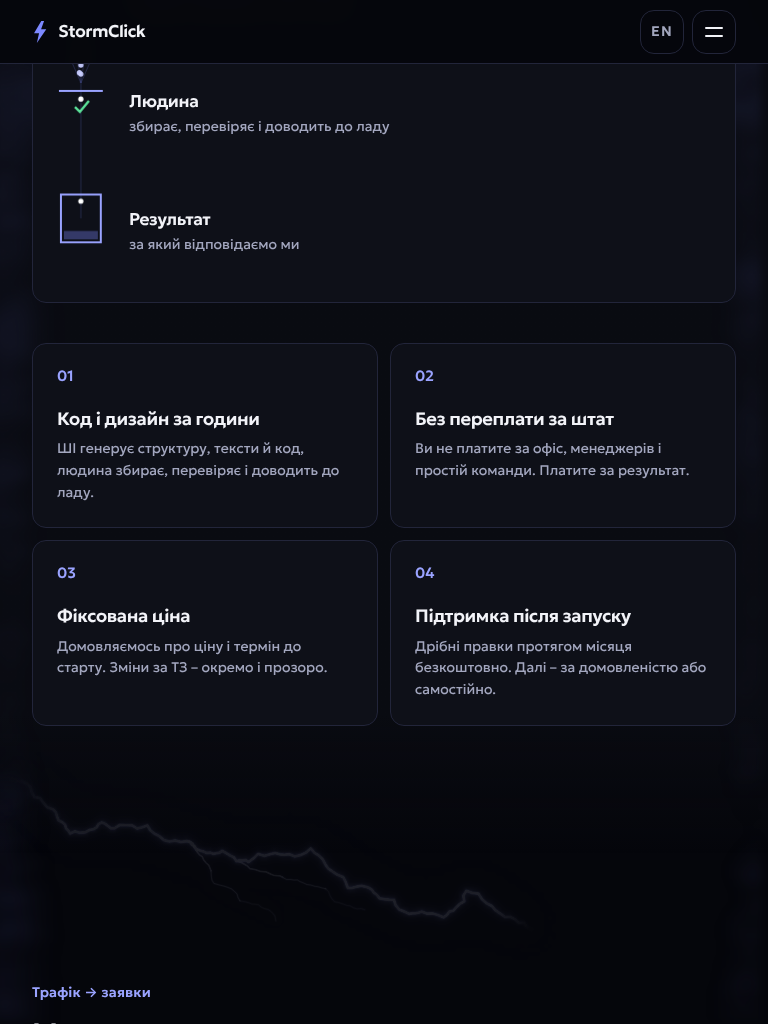 StormClick
EN
Людина
збирає, перевіряє і доводить до ладу
Результат
за який відповідаємо ми
01
Код і дизайн за години
ШІ генерує структуру, тексти й код,
людина збирає, перевіряє і доводить до
ладу.
02
Без переплати за штат
Ви не платите за офіс, менеджерів і
простій команди. Платите за результат.
03
Фіксована ціна
Домовляємось про ціну і термін до
старту. Зміни за ТЗ – окремо і прозоро.
04
Підтримка після запуску
Дрібні правки протягом місяця
безкоштовно. Далі – за домовленістю або
самостійно.
Трафік → заявки